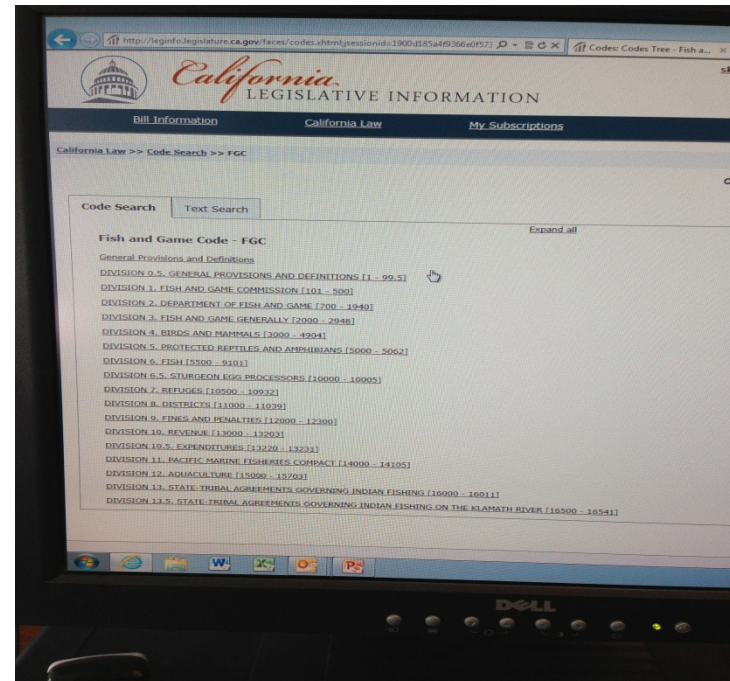 http://leginfo.legislature.ca.gov/faces/codes.xhtml;jsessionid=1900d185a4f9366e0f573
Codes: Codes Tree - Fish a...
California
LEGISLATIVE INFORMATION
Bill Information California Law My Subscriptions
California Law >> Code Search >> FGC
Code Search Text Search
Expand all
Fish and Game Code - FGC
General Provisions and Definitions
DIVISION 0.5. GENERAL PROVISIONS AND DEFINITIONS [1 - 99.5]
DIVISION 1. FISH AND GAME COMMISSION [101 - 500]
DIVISION 2. DEPARTMENT OF FISH AND GAME [700 - 1940]
DIVISION 3. FISH AND GAME GENERALLY [2000 - 2948]
DIVISION 4. BIRDS AND MAMMALS [3000 - 4904]
DIVISION 5. PROTECTED REPTILES AND AMPHIBIANS [5000 - 5062]
DIVISION 6. FISH [5500 - 9101]
DIVISION 6.5. STURGEON EGG PROCESSORS [10000 - 10005]
DIVISION 7. REFUGES [10500 - 10932]
DIVISION 8. DISTRICTS [11000 - 11039]
DIVISION 9. FINES AND PENALTIES [12000 - 12300]
DIVISION 10. REVENUE [13000 - 13203]
DIVISION 10.5. EXPENDITURES [13220 - 13231]
DIVISION 11. PACIFIC MARINE FISHERIES COMPACT [14000 - 14105]
DIVISION 12. AQUACULTURE [15000 - 15703]
DIVISION 13. STATE-TRIBAL AGREEMENTS GOVERNING INDIAN FISHING [16000 - 16011]
DIVISION 13.5. STATE-TRIBAL AGREEMENTS GOVERNING INDIAN FISHING ON THE KLAMATH RIVER [16500 - 16541]
DELL